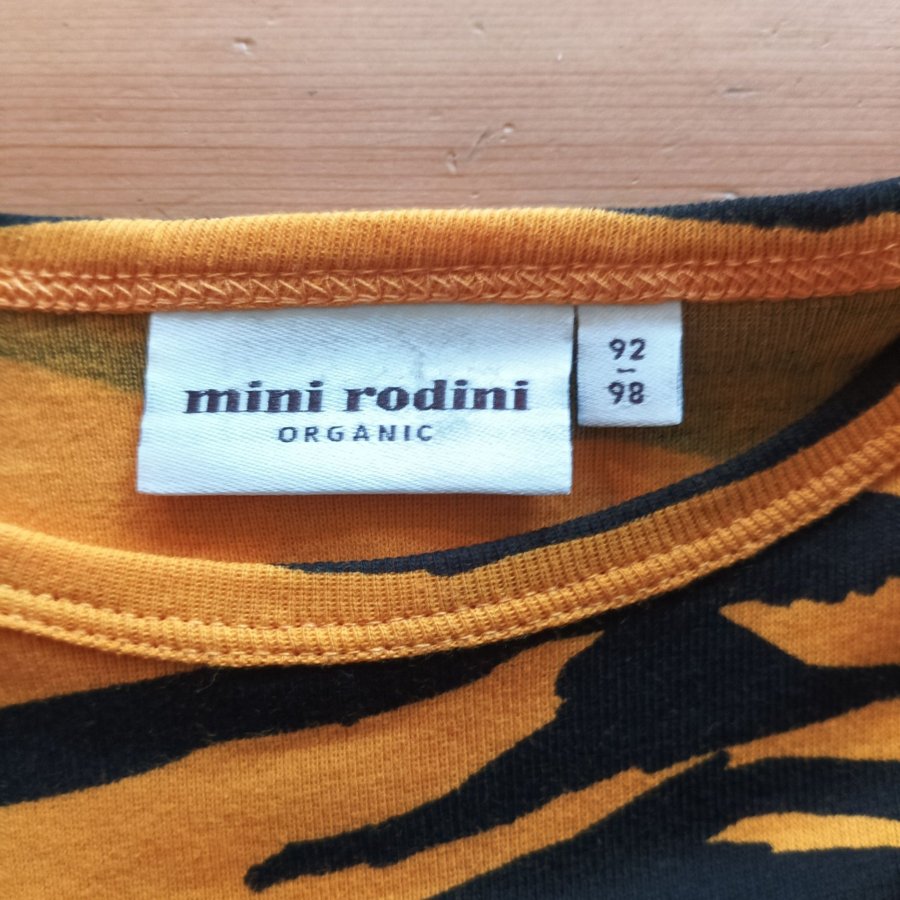 mini rodini
ORGANIC
92
–
98